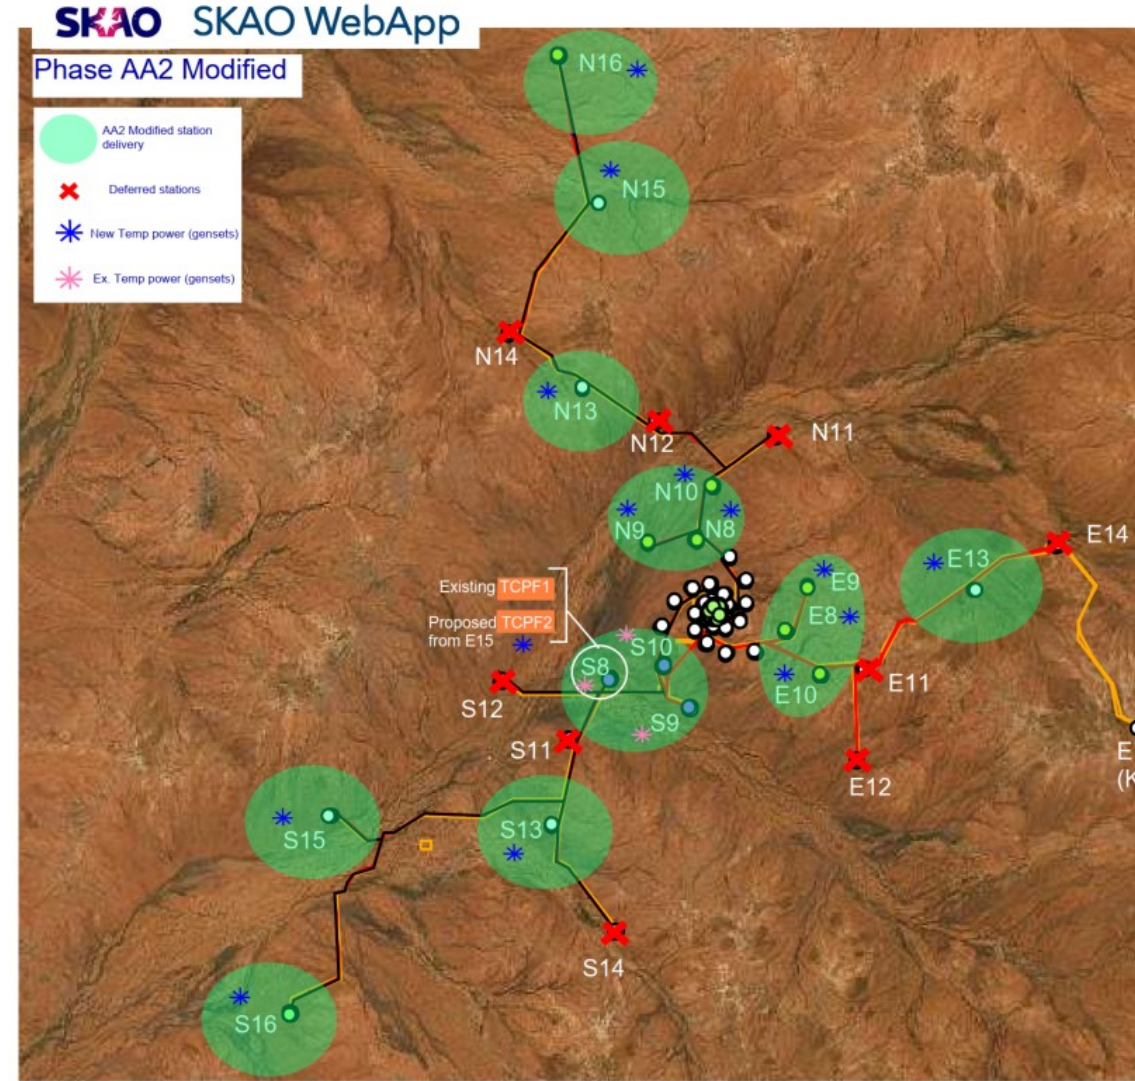 SKAO SKAO WebApp
Phase AA2 Modified
AA2 Modified station
delivery
Deferred stations
New Temp power (gensets)
Ex. Temp power (gensets)
N16
N15
N14
N13
N12
N11
N10
N9
N8
E14
E13
E9
E8
Existing TCPF1
Proposed TCPF2
from E15
S10
S8
S12
S9
E10
E11
S11
E12
E
(K
S15
S13
S14
S16